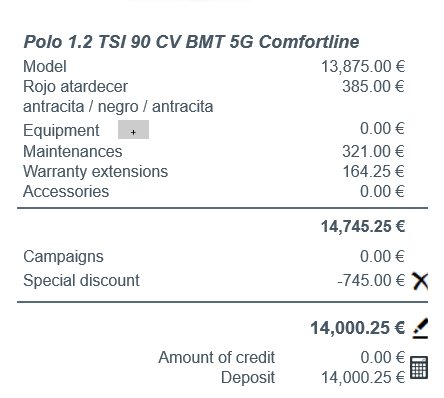 Polo 1.2 TSI 90 CV BMT 5G Comfortline
Model 13,875.00 €
Rojo atardecer 385.00 €
antracita / negro / antracita
Equipment + 0.00 €
Maintenances 321.00 €
Warranty extensions 164.25 €
Accessories 0.00 €
14,745.25 €
Campaigns 0.00 €
Special discount -745.00 €
14,000.25 €
Amount of credit 0.00 €
Deposit 14,000.25 €